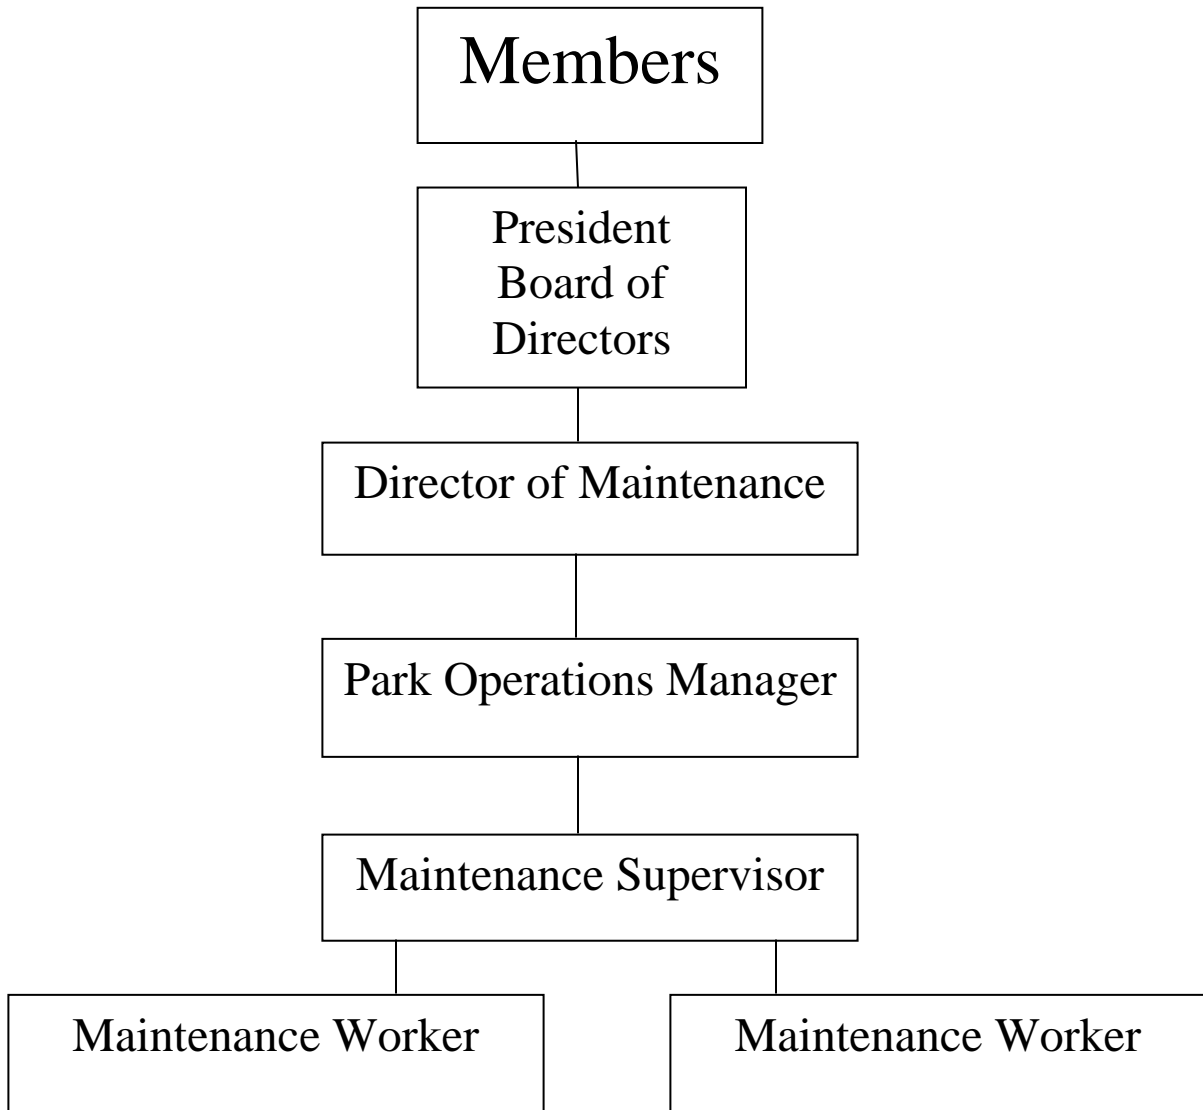 Members
President
Board of
Directors
Director of Maintenance
Park Operations Manager
Maintenance Supervisor
Maintenance Worker
Maintenance Worker